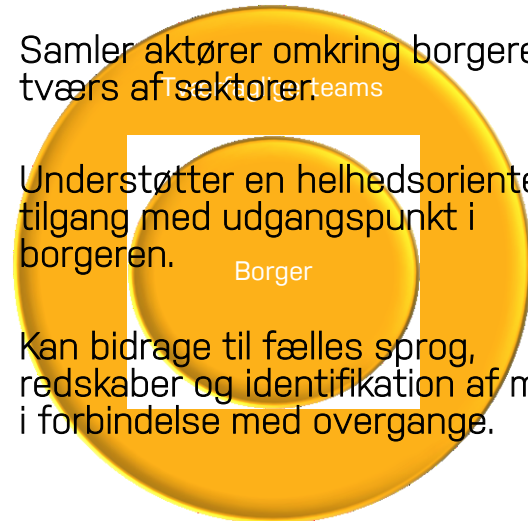 Samler aktører omkring borgere
Tværfaglige teams
tværs af sektorer.
Understøtter en helhedsoriente
tilgang med udgangspunkt i
borgeren.
Borger
Kan bidrage til fælles sprog,
redskaber og identifikation af m
i forbindelse med overgange.